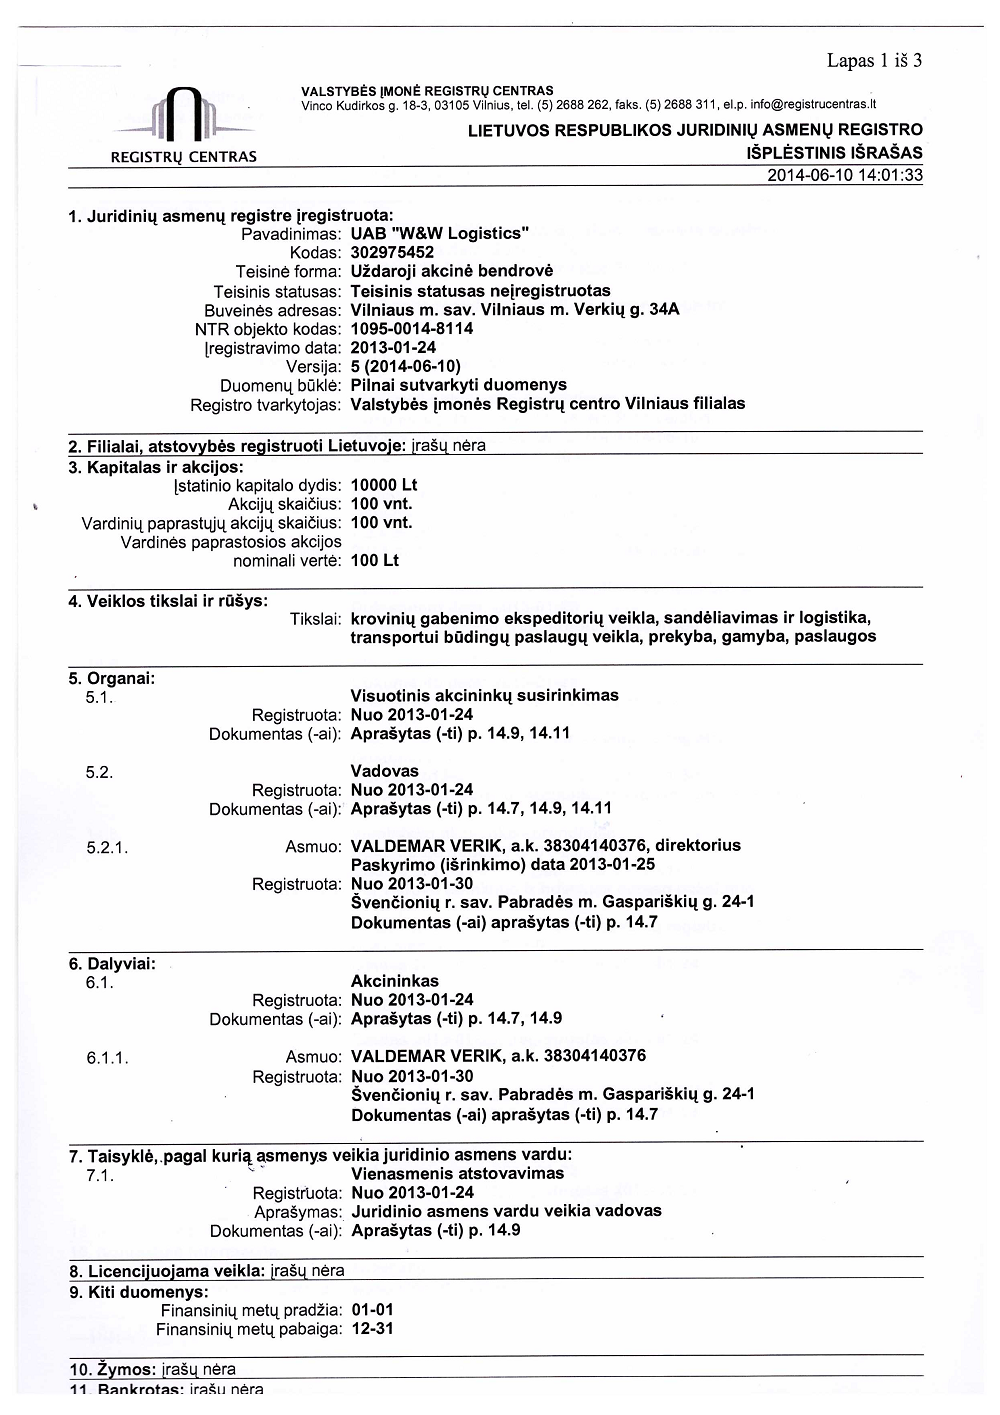 Lapas 1 iš 3
VALSTYBĖS ĮMONĖ REGISTRŲ CENTRAS
Vinco Kudirkos g. 18-3, 03105 Vilnius, tel. (5) 2688 262, faks. (5) 2688 311, el.p. info@registrucentras.lt
REGISTRŲ CENTRAS
LIETUVOS RESPUBLIKOS JURIDINIŲ ASMENŲ REGISTRO
IŠPLĖSTINIS IŠRAŠAS
2014-06-10 14:01:33
1. Juridinių asmenų registre įregistruota:
Pavadinimas: UAB "W&W Logistics"
Kodas: 302975452
Teisinė forma: Uždaroji akcinė bendrovė
Teisinis statusas: Teisinis statusas neįregistruotas
Buveinės adresas: Vilniaus m. sav. Vilniaus m. Verkių g. 34A
NTR objekto kodas: 1095-0014-8114
Įregistravimo data: 2013-01-24
Versija: 5 (2014-06-10)
Duomenų būklė: Pilnai sutvarkyti duomenys
Registro tvarkytojas: Valstybės įmonės Registrų centro Vilniaus filialas
2. Filialai, atstovybės registruoti Lietuvoje: įrašų nėra
3. Kapitalas ir akcijos:
Įstatinio kapitalo dydis: 10000 Lt
Akcijų skaičius: 100 vnt.
Vardinių paprastųjų akcijų skaičius: 100 vnt.
Vardinės paprastosios akcijos
nominali vertė: 100 Lt
4. Veiklos tikslai ir rūšys:
Tikslai: krovinių gabenimo ekspeditorių veikla, sandėliavimas ir logistika,
transportui būdingų paslaugų veikla, prekyba, gamyba, paslaugos
5. Organai:
5.1. Visuotinis akcininkų susirinkimas
Registruota: Nuo 2013-01-24
Dokumentas (-ai): Aprašytas (-ti) p. 14.9, 14.11
5.2. Vadovas
Registruota: Nuo 2013-01-24
Dokumentas (-ai): Aprašytas (-ti) p. 14.7, 14.9, 14.11
5.2.1. Asmuo: VALDEMAR VERIK, a.k. 38304140376, direktorius
Paskyrimo (išrinkimo) data 2013-01-25
Registruota: Nuo 2013-01-30
Švenčionių r. sav. Pabradės m. Gaspariškių g. 24-1
Dokumentas (-ai) aprašytas (-ti) p. 14.7
6. Dalyviai:
6.1. Akcininkas
Registruota: Nuo 2013-01-24
Dokumentas (-ai): Aprašytas (-ti) p. 14.7, 14.9
6.1.1. Asmuo: VALDEMAR VERIK, a.k. 38304140376
Registruota: Nuo 2013-01-30
Švenčionių r. sav. Pabradės m. Gaspariškių g. 24-1
Dokumentas (-ai) aprašytas (-ti) p. 14.7
7. Taisyklė, pagal kurią asmenys veikia juridinio asmens vardu:
7.1. Vienasmenis atstovavimas
Registruota: Nuo 2013-01-24
Aprašymas: Juridinio asmens vardu veikia vadovas
Dokumentas (-ai): Aprašytas (-ti) p. 14.9
8. Licencijuojama veikla: įrašų nėra
9. Kiti duomenys:
Finansinių metų pradžia: 01-01
Finansinių metų pabaiga: 12-31
10. Žymos: įrašų nėra
11. Bankrotas: įrašų nėra